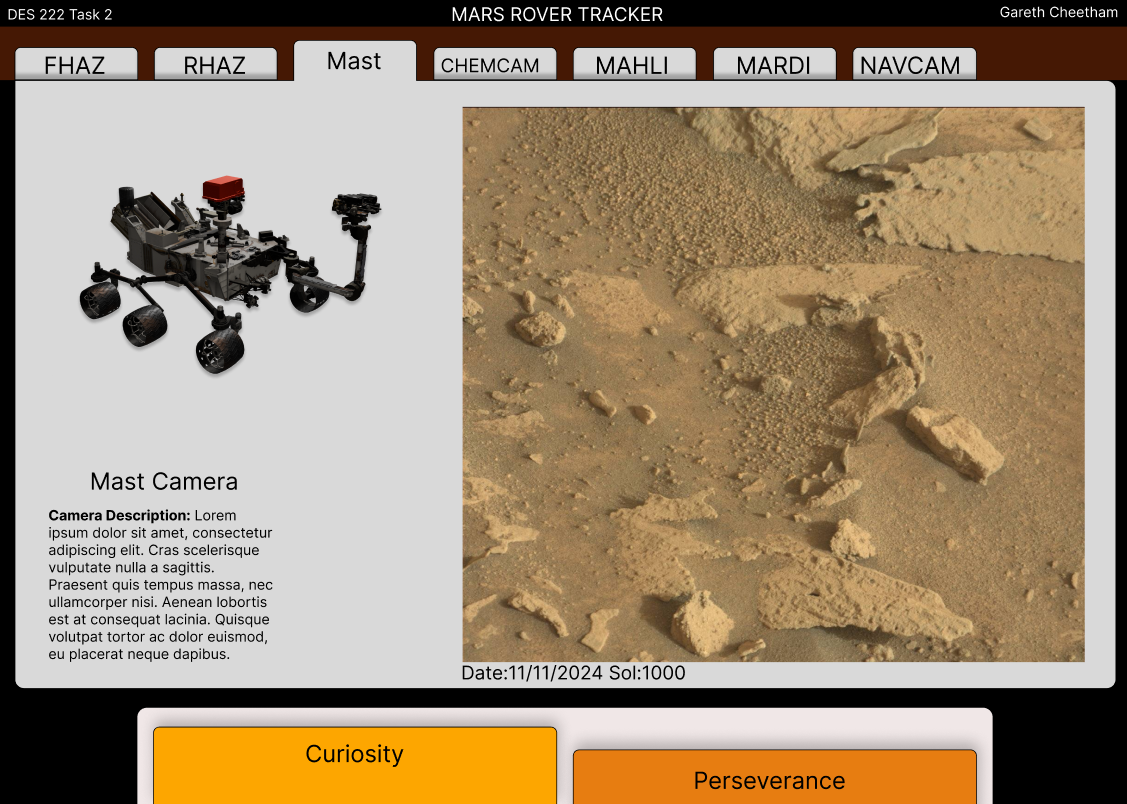 DES 222 Task 2
MARS ROVER TRACKER
Gareth Cheetham
FHAZ
RHAZ
Mast
CHEMCAM
MAHLI
MARDI
NAVCAM
Mast Camera
Camera Description: Lorem
ipsum dolor sit amet, consectetur
adipiscing elit. Cras scelerisque
vulputate nulla a sagittis.
Praesent quis tempus massa, nec
ullamcorper nisi. Aenean lobortis
est at consequat lacinia. Quisque
volutpat tortor ac dolor euismod,
eu placerat neque dapibus.
Date:11/11/2024 Sol:1000
Curiosity
Perseverance